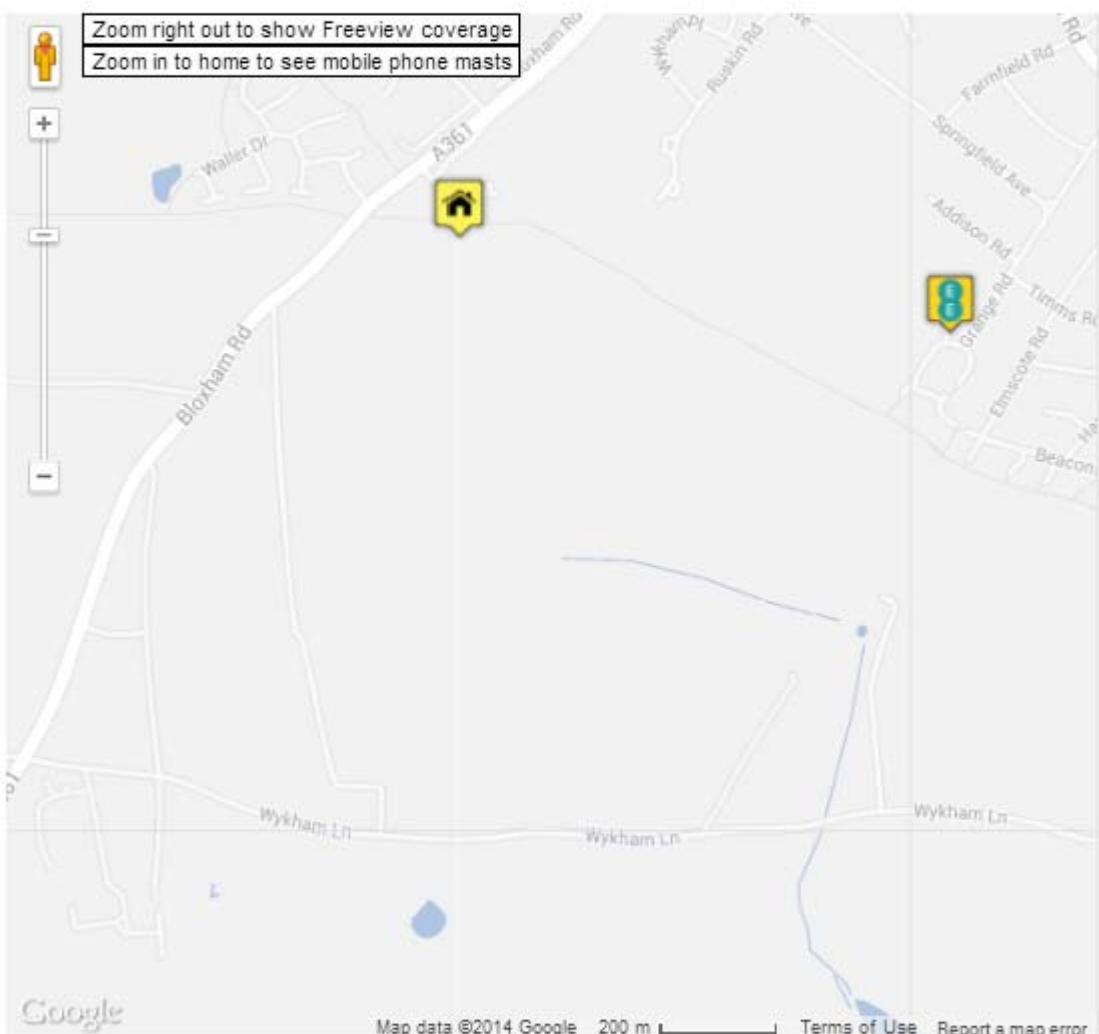 Zoom right out to show Freeview coverage
Zoom in to home to see mobile phone masts
Wykham Pl
Ruskin Rd
Ave
Rd
Farnfield Rd
Springfield Ave
Waller Dr
A361
Bloxham Rd
Addison Rd
Grange Rd
Timms R
E
E
Elmscote Rd
Bloxham Rd
Beacon
Ha
Wykham Ln
Wykham Ln
Wykham Ln
Google
Map data ©2014 Google
200 m
Terms of Use
Report a map error